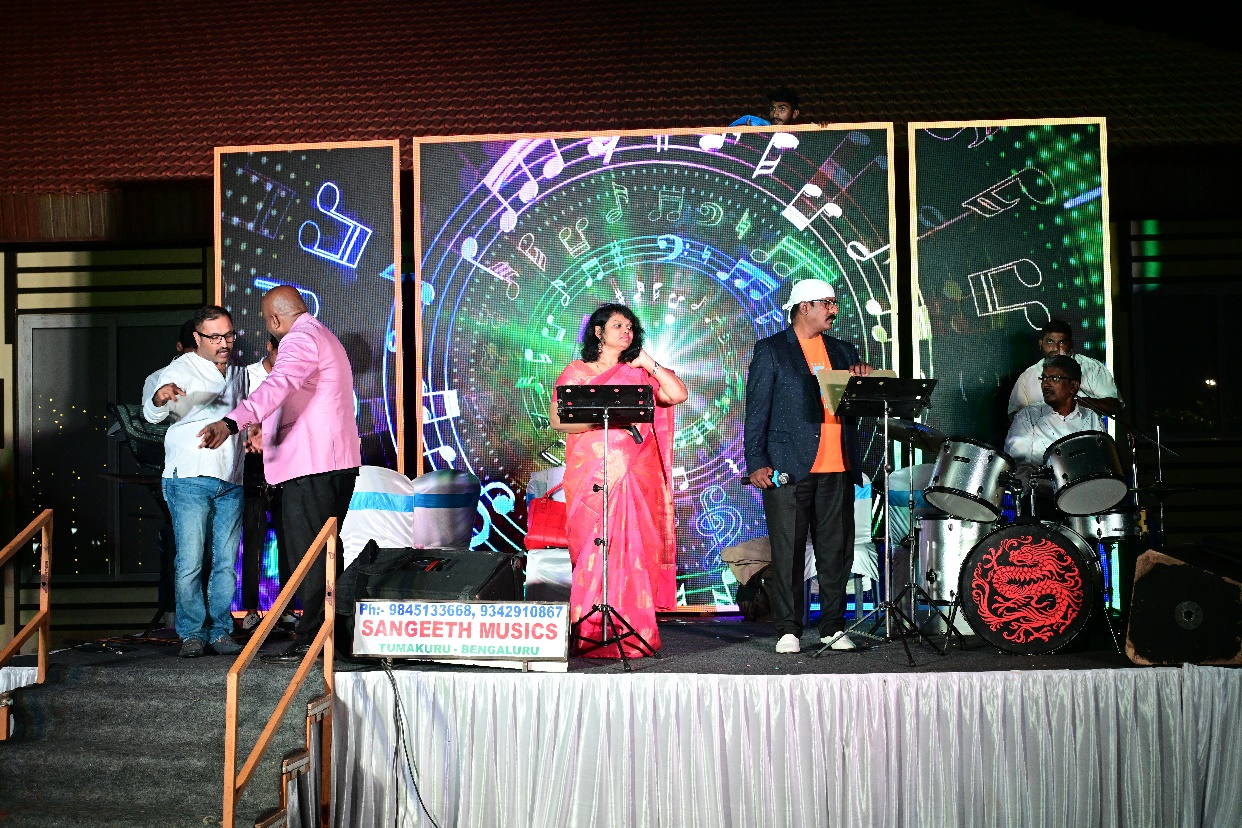 Ph:- 9845133668, 9342910867
SANGEETH MUSICS
TUMAKURU - BENGALURU